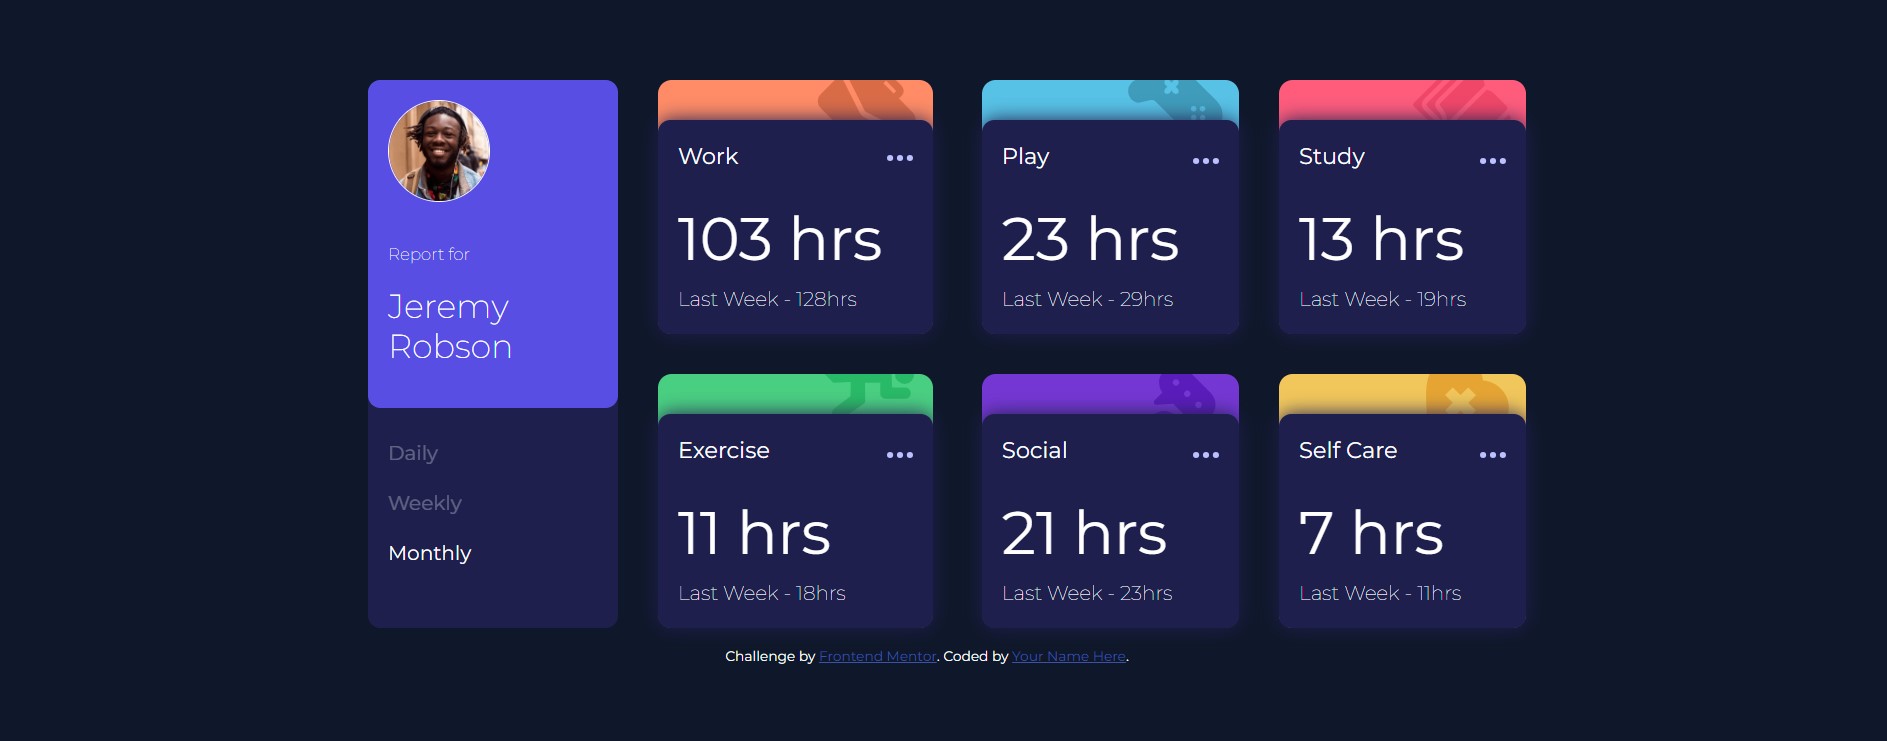 Report for
Jeremy
Robson
Daily
Weekly
Monthly
Work
103 hrs
Last Week - 128hrs
Play
23 hrs
Last Week - 29hrs
Study
13 hrs
Last Week - 19hrs
Exercise
11 hrs
Last Week - 18hrs
Social
21 hrs
Last Week - 23hrs
Self Care
7 hrs
Last Week - 11hrs
Challenge by Frontend Mentor. Coded by Your Name Here.